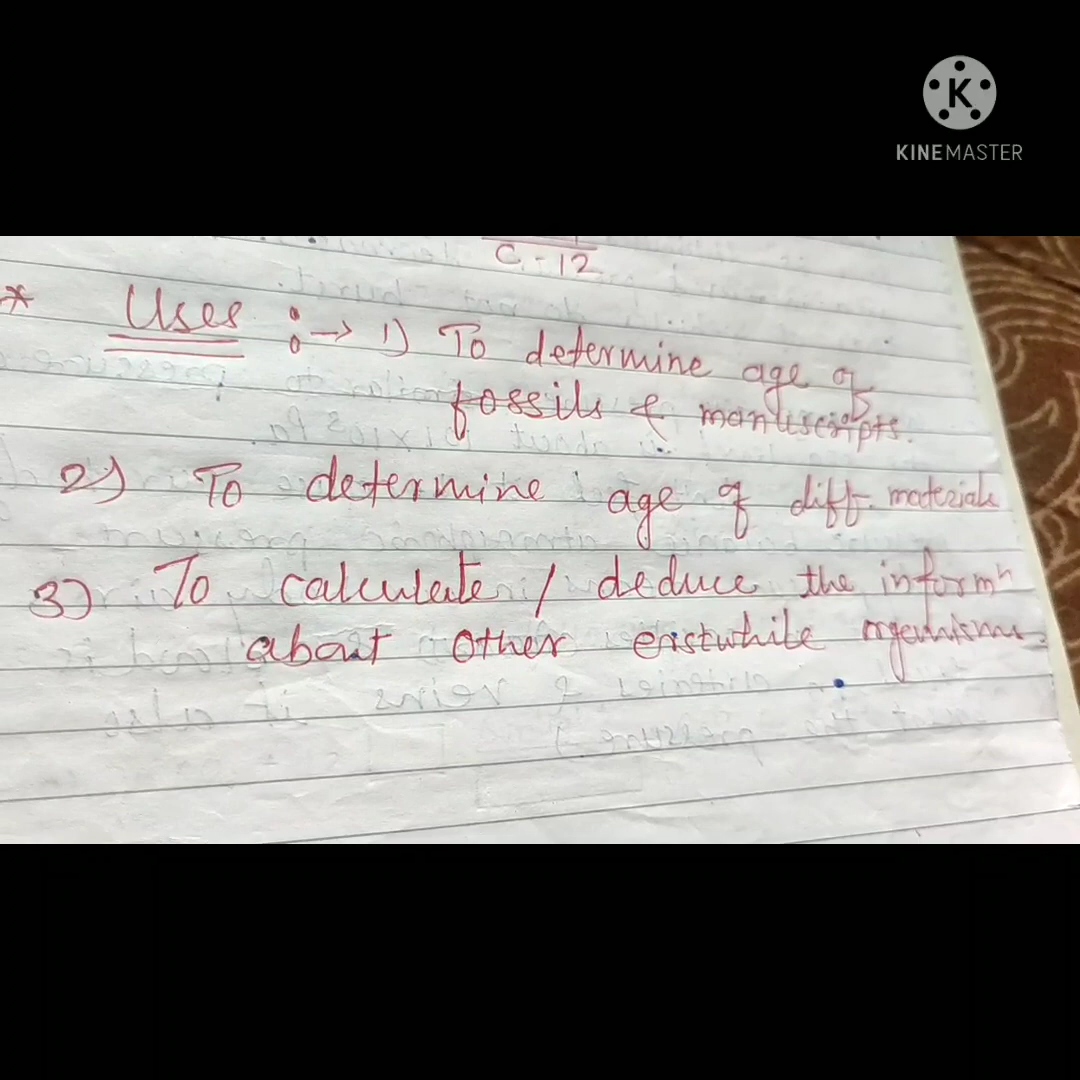 K
KINEMASTER
C-12
* Uses :→ 1) To determine age of
fossils & manuscripts.
2) To determine age of diff. materials
3) To calculate / deduce the informⁿ
about other erstwhile organisms.